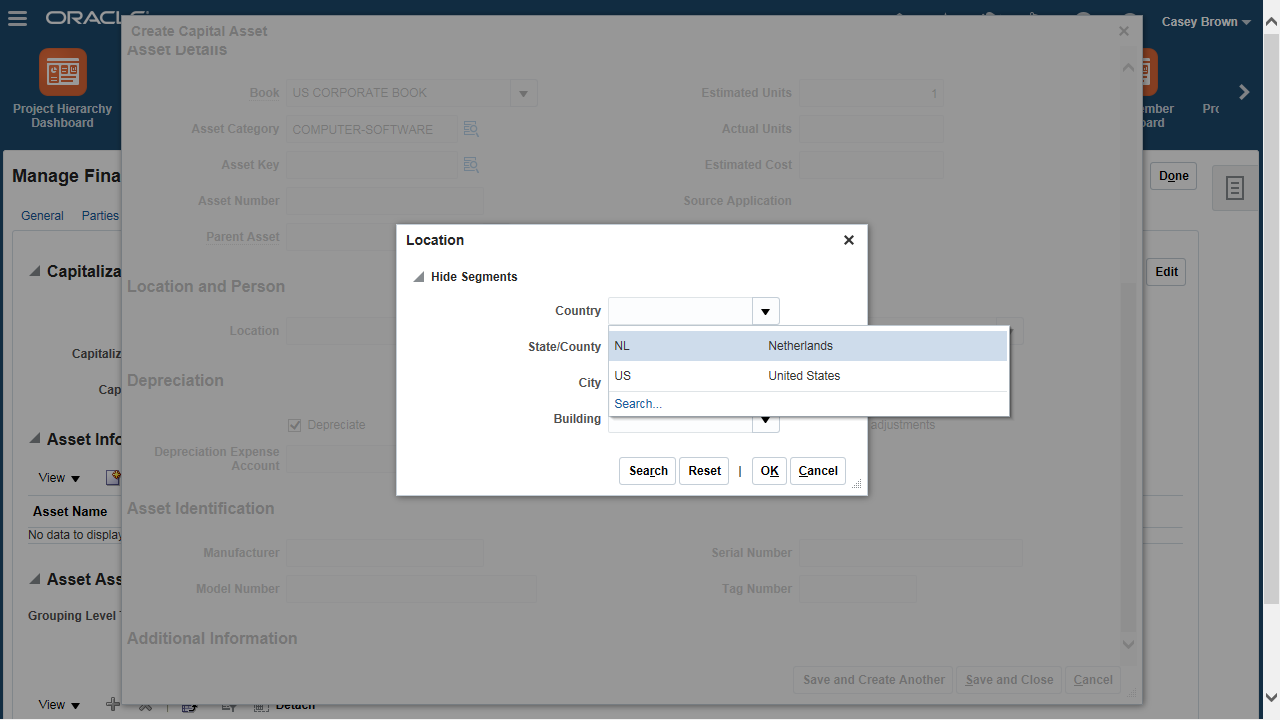 ORACLE
Casey Brown
Project Hierarchy
Dashboard
Create Capital Asset
Asset Details
Book US CORPORATE BOOK
Estimated Units 1
Asset Category COMPUTER-SOFTWARE
Actual Units
Asset Key
Estimated Cost
Asset Number
Source Application
Parent Asset
Manage Fina
Done
General Parties
Capitaliza
Edit
Location and Person
Location
Capitaliz
Cap
Depreciation
Depreciate
adjustments
Depreciation Expense
Account
Asset Info
View
Asset Name
No data to display
Asset Identification
Manufacturer
Serial Number
Model Number
Tag Number
Asset Ass
Grouping Level
Additional Information
Save and Create Another Save and Close Cancel
View
Detach
Location
Hide Segments
Country
NL Netherlands
US United States
Search...
State/County
City
Building
Search Reset | OK Cancel